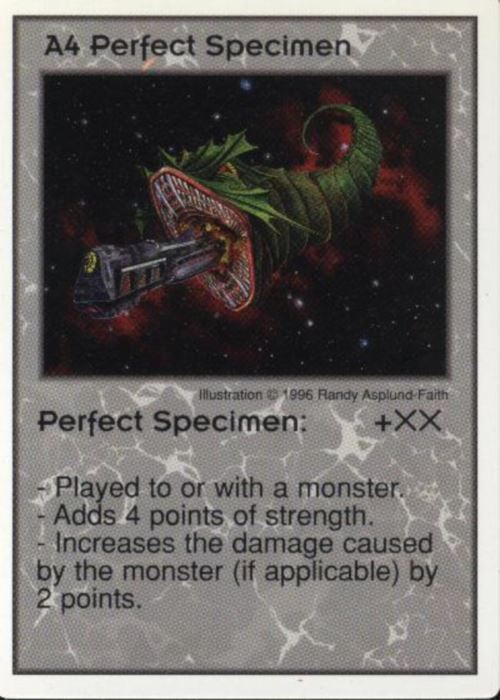 A4 Perfect Specimen
Illustration © 1996 Randy Asplund-Faith
Perfect Specimen: +XX
- Played to or with a monster.
- Adds 4 points of strength.
- Increases the damage caused
by the monster (if applicable) by
2 points.